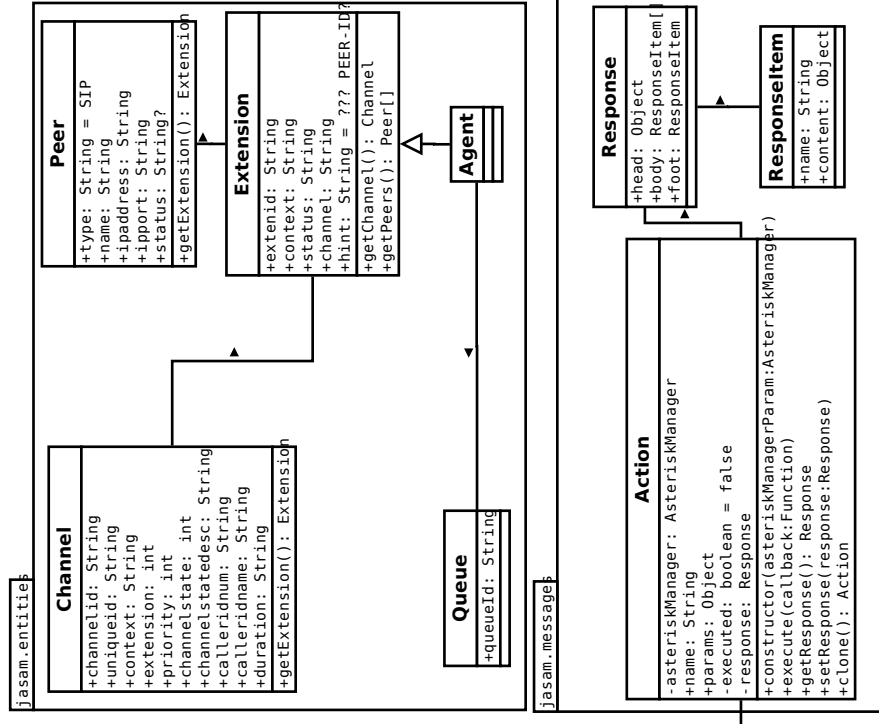 jasam.entities
Channel
+channelid: String
+uniqueid: String
+context: String
+extension: int
+priority: int
+channelstate: int
+channelstatedesc: String
+calleridnum: String
+calleridname: String
+duration: String
+getExtension(): Extension
Peer
+type: String = SIP
+name: String
+ipaddress: String
+ipport: String
+status: String?
+getExtension(): Extension
Extension
+extenid: String
+context: String
+status: String
+channel: String
+hint: String = ??? PEER-ID?
+getChannel(): Channel
+getPeers(): Peer[]
Queue
+queueId: String
Agent
jasam.messages
Action
-asteriskManager: AsteriskManager
+name: String
+params: Object
-executed: boolean = false
-response: Response
+constructor(asteriskManagerParam:AsteriskManager)
+execute(callback:Function)
+getResponse(): Response
+setResponse(response:Response)
+clone(): Action
Response
+head: Object
+body: ResponseItem[]
+foot: ResponseItem
ResponseItem
+name: String
+content: Object